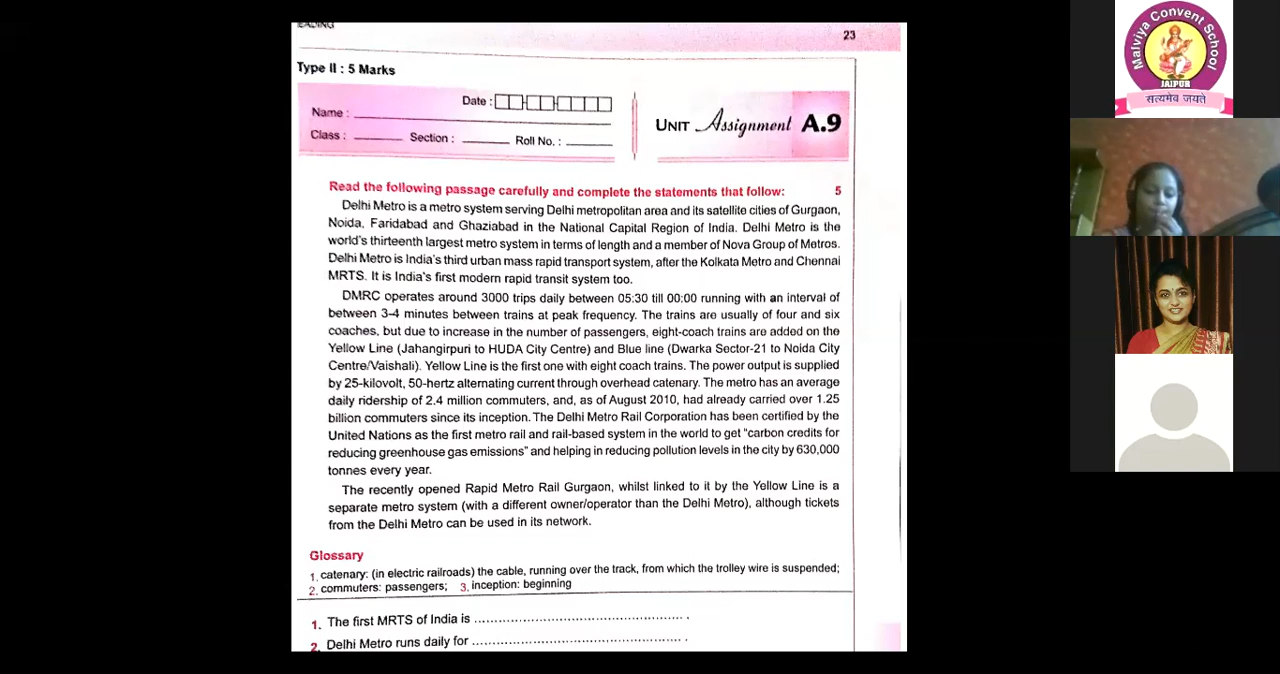 EADING
23
Type II : 5 Marks
Date :
Name :
Class : Section : Roll No. :
UNIT Assignment A.9
Read the following passage carefully and complete the statements that follow: 5
Delhi Metro is a metro system serving Delhi metropolitan area and its satellite cities of Gurgaon,
Noida, Faridabad and Ghaziabad in the National Capital Region of India. Delhi Metro is the
world's thirteenth largest metro system in terms of length and a member of Nova Group of Metros.
Delhi Metro is India's third urban mass rapid transport system, after the Kolkata Metro and Chennai
MRTS. It is India's first modern rapid transit system too.
DMRC operates around 3000 trips daily between 05:30 till 00:00 running with an interval of
between 3-4 minutes between trains at peak frequency. The trains are usually of four and six
coaches, but due to increase in the number of passengers, eight-coach trains are added on the
Yellow Line (Jahangirpuri to HUDA City Centre) and Blue line (Dwarka Sector-21 to Noida City
Centre/Vaishali). Yellow Line is the first one with eight coach trains. The power output is supplied
by 25-kilovolt, 50-hertz alternating current through overhead catenary. The metro has an average
daily ridership of 2.4 million commuters, and, as of August 2010, had already carried over 1.25
billion commuters since its inception. The Delhi Metro Rail Corporation has been certified by the
United Nations as the first metro rail and rail-based system in the world to get "carbon credits for
reducing greenhouse gas emissions" and helping in reducing pollution levels in the city by 630,000
tonnes every year.
The recently opened Rapid Metro Rail Gurgaon, whilst linked to it by the Yellow Line is a
separate metro system (with a different owner/operator than the Delhi Metro), although tickets
from the Delhi Metro can be used in its network.
Glossary
1. catenary: (in electric railroads) the cable, running over the track, from which the trolley wire is suspended;
2. commuters: passengers; 3. inception: beginning
1. The first MRTS of India is ........................................................ .
2. Delhi Metro runs daily for ........................................................ .
Malviya Convent School
JAIPUR
सत्यमेव जयते